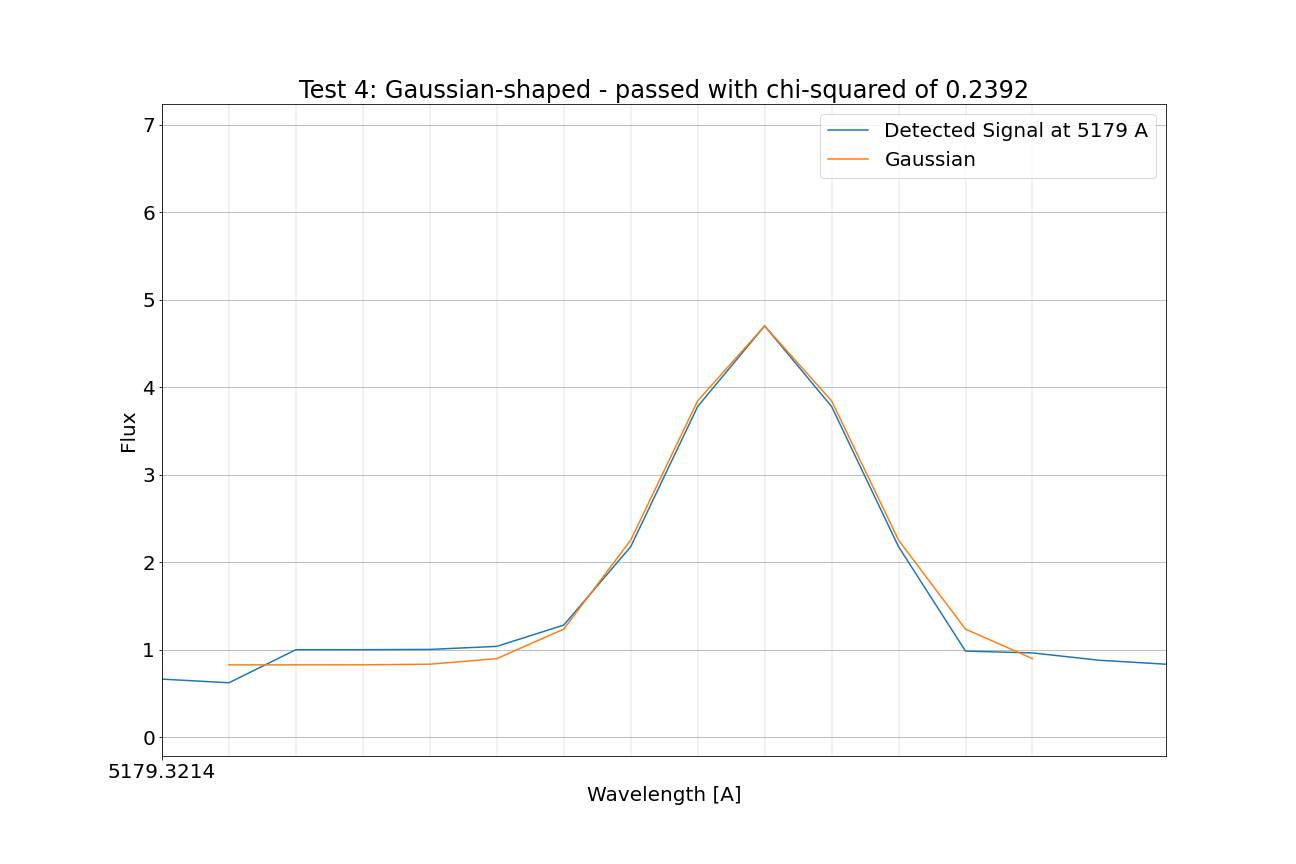 Test 4: Gaussian-shaped - passed with chi-squared of 0.2392
Detected Signal at 5179 A
Gaussian
7
6
5
4
3
2
1
0
Flux
5179.3214
Wavelength [A]